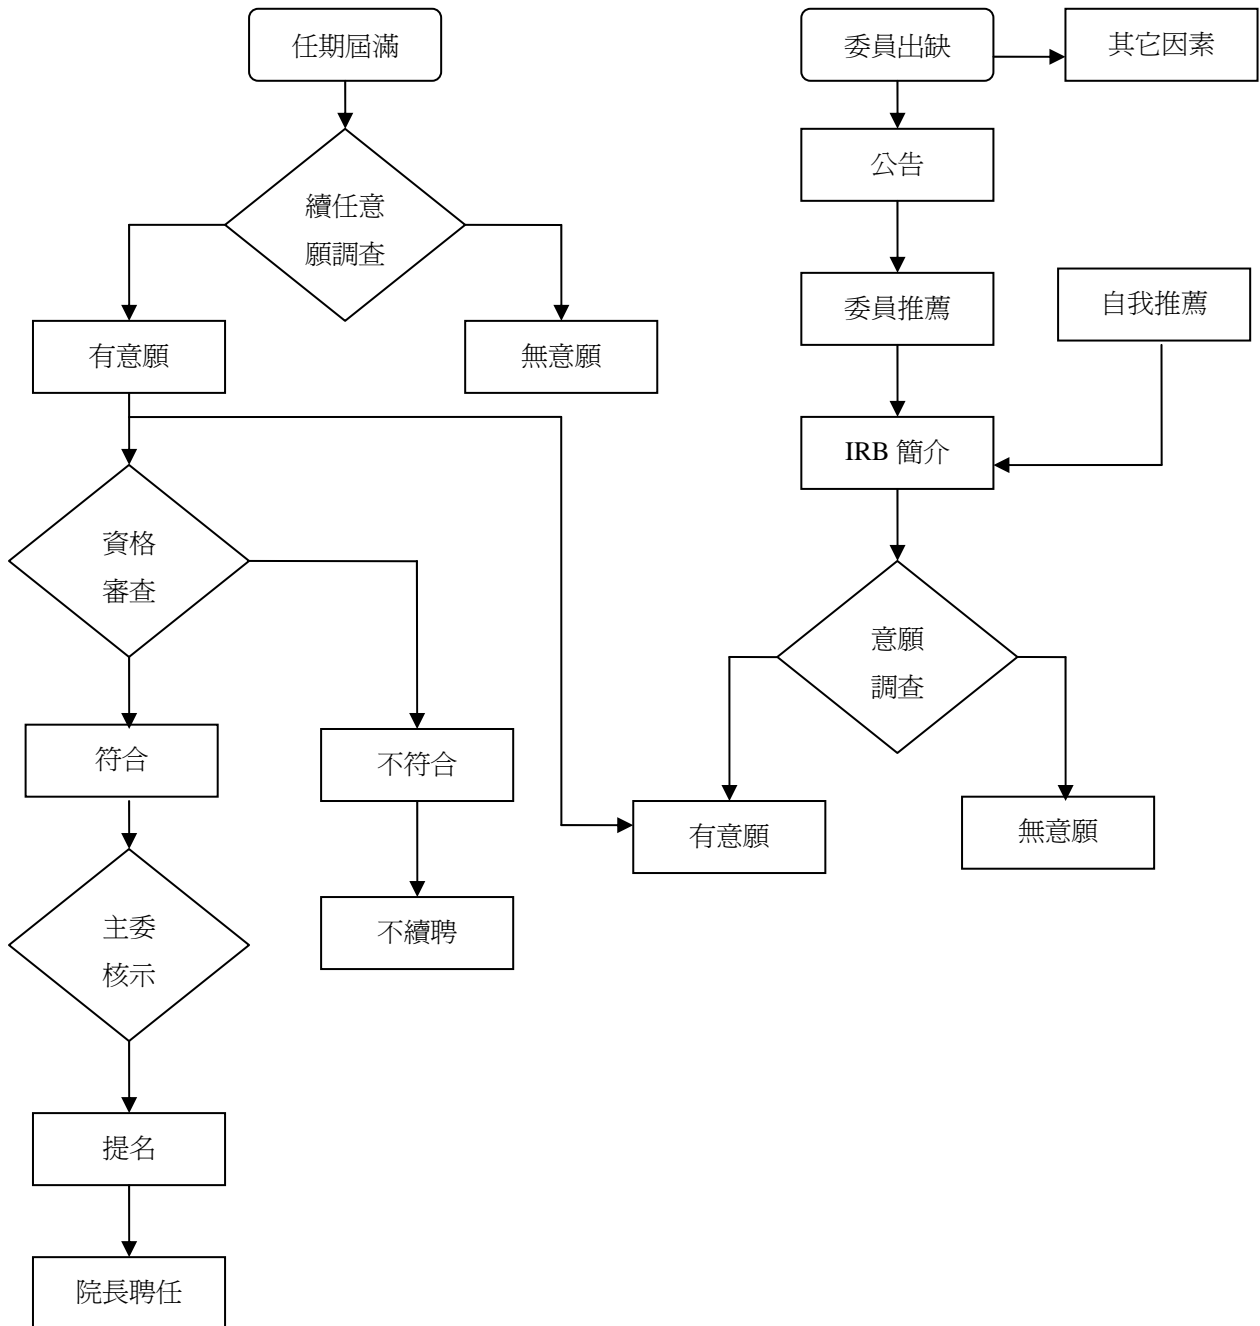 任期屆滿
委員出缺
其它因素
公告
續任意
願調查
委員推薦
自我推薦
有意願
無意願
IRB 簡介
資格
審查
意願
調查
符合
不符合
有意願
無意願
主委
核示
不續聘
提名
院長聘任